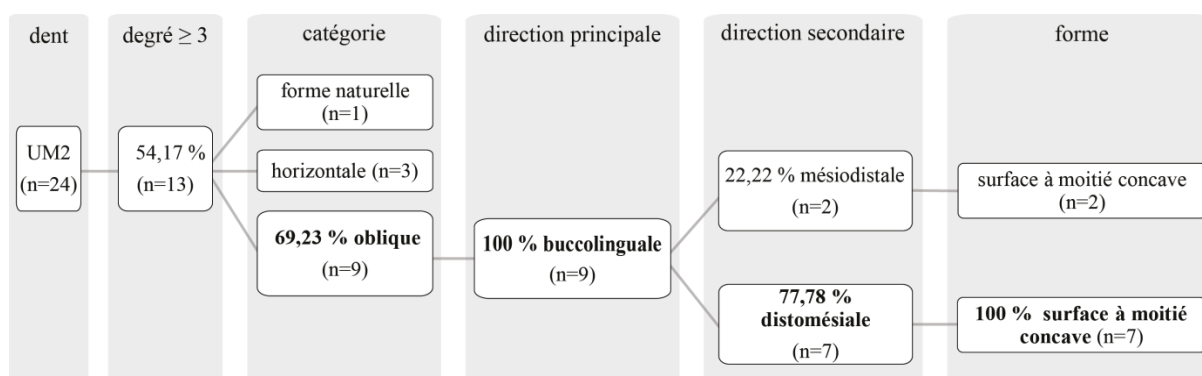 dent
degré ≥ 3
catégorie
direction principale
direction secondaire
forme
UM2
(n=24)
54,17 %
(n=13)
forme naturelle
(n=1)
horizontale (n=3)
69,23 % oblique
(n=9)
100 % buccolinguale
(n=9)
22,22 % mésiodistale
(n=2)
77,78 %
distomésiale
(n=7)
surface à moitié concave
(n=2)
100 %  surface à moitié
concave (n=7)